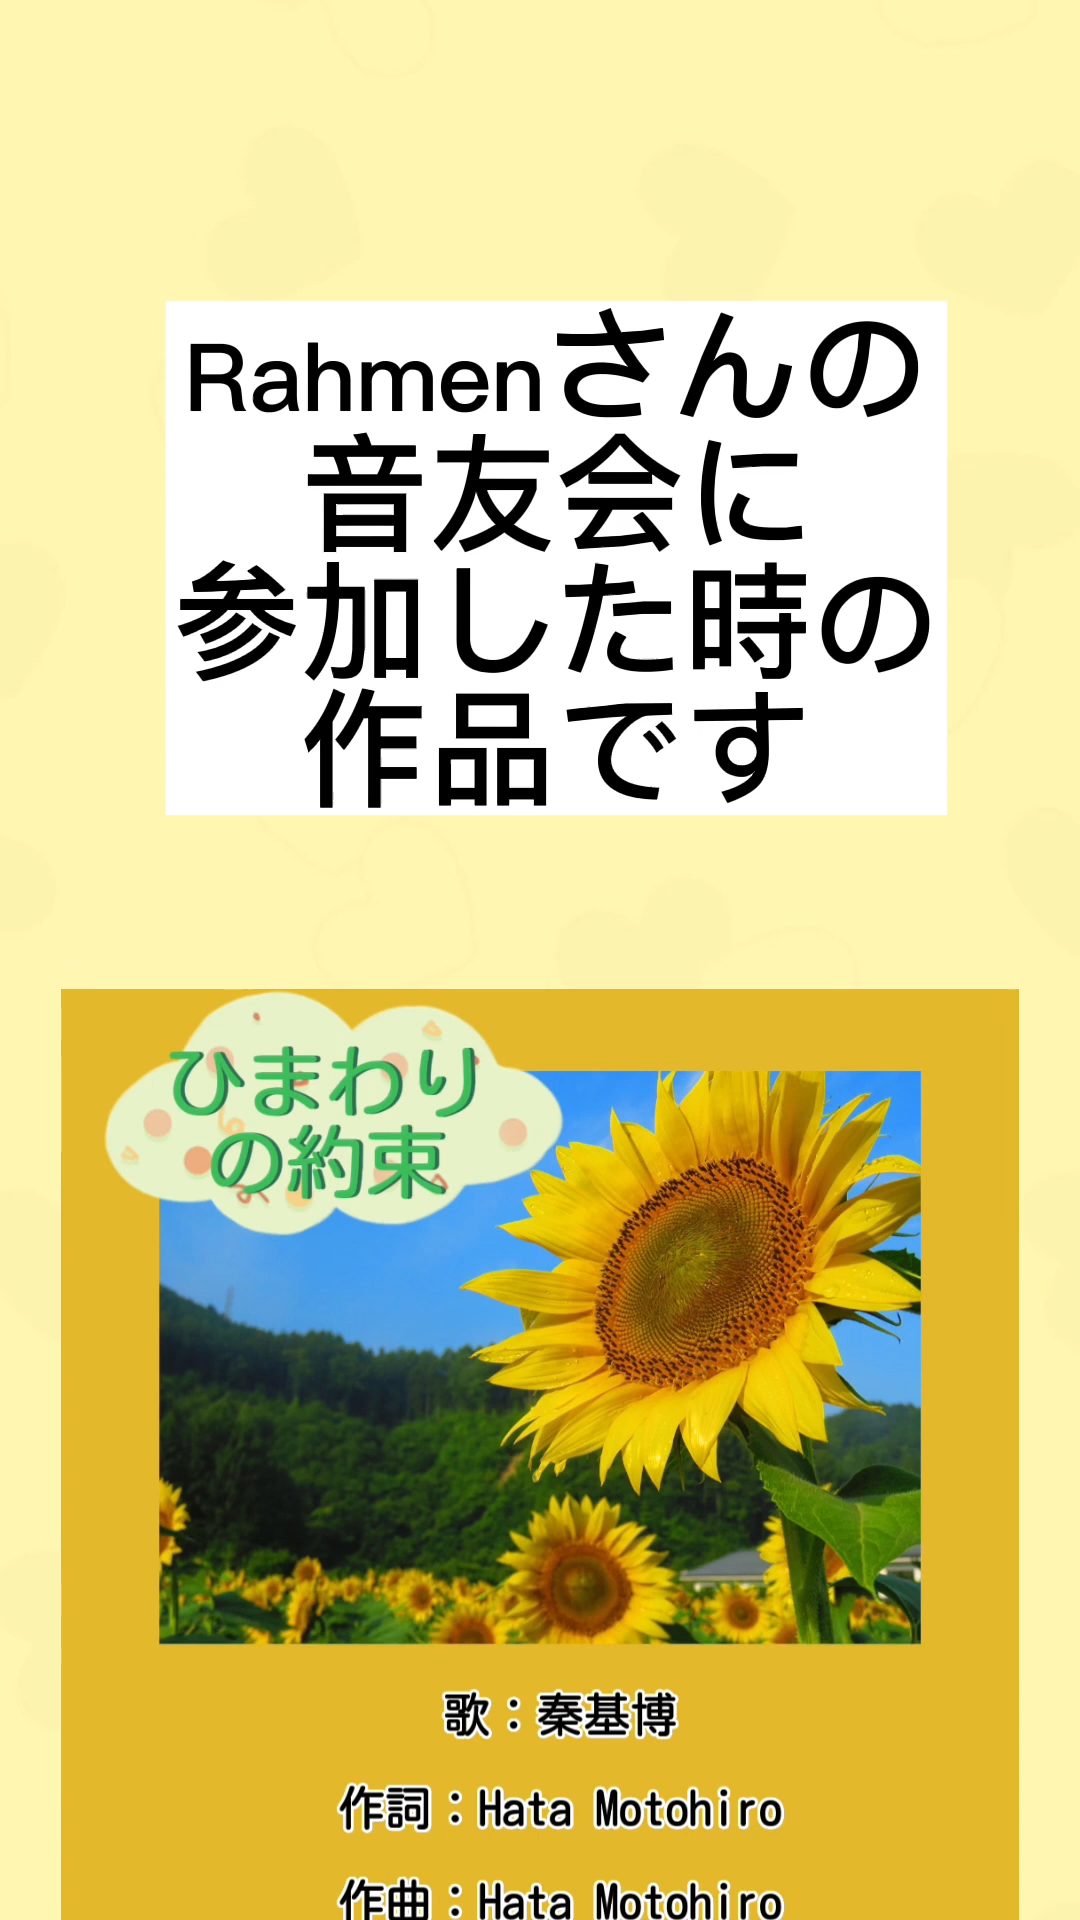 Rahmenさんの
音友会に
参加した時の
作品です
ひまわり
の約束
歌：秦基博
作詞：Hata Motohiro
作曲：Hata Motohiro